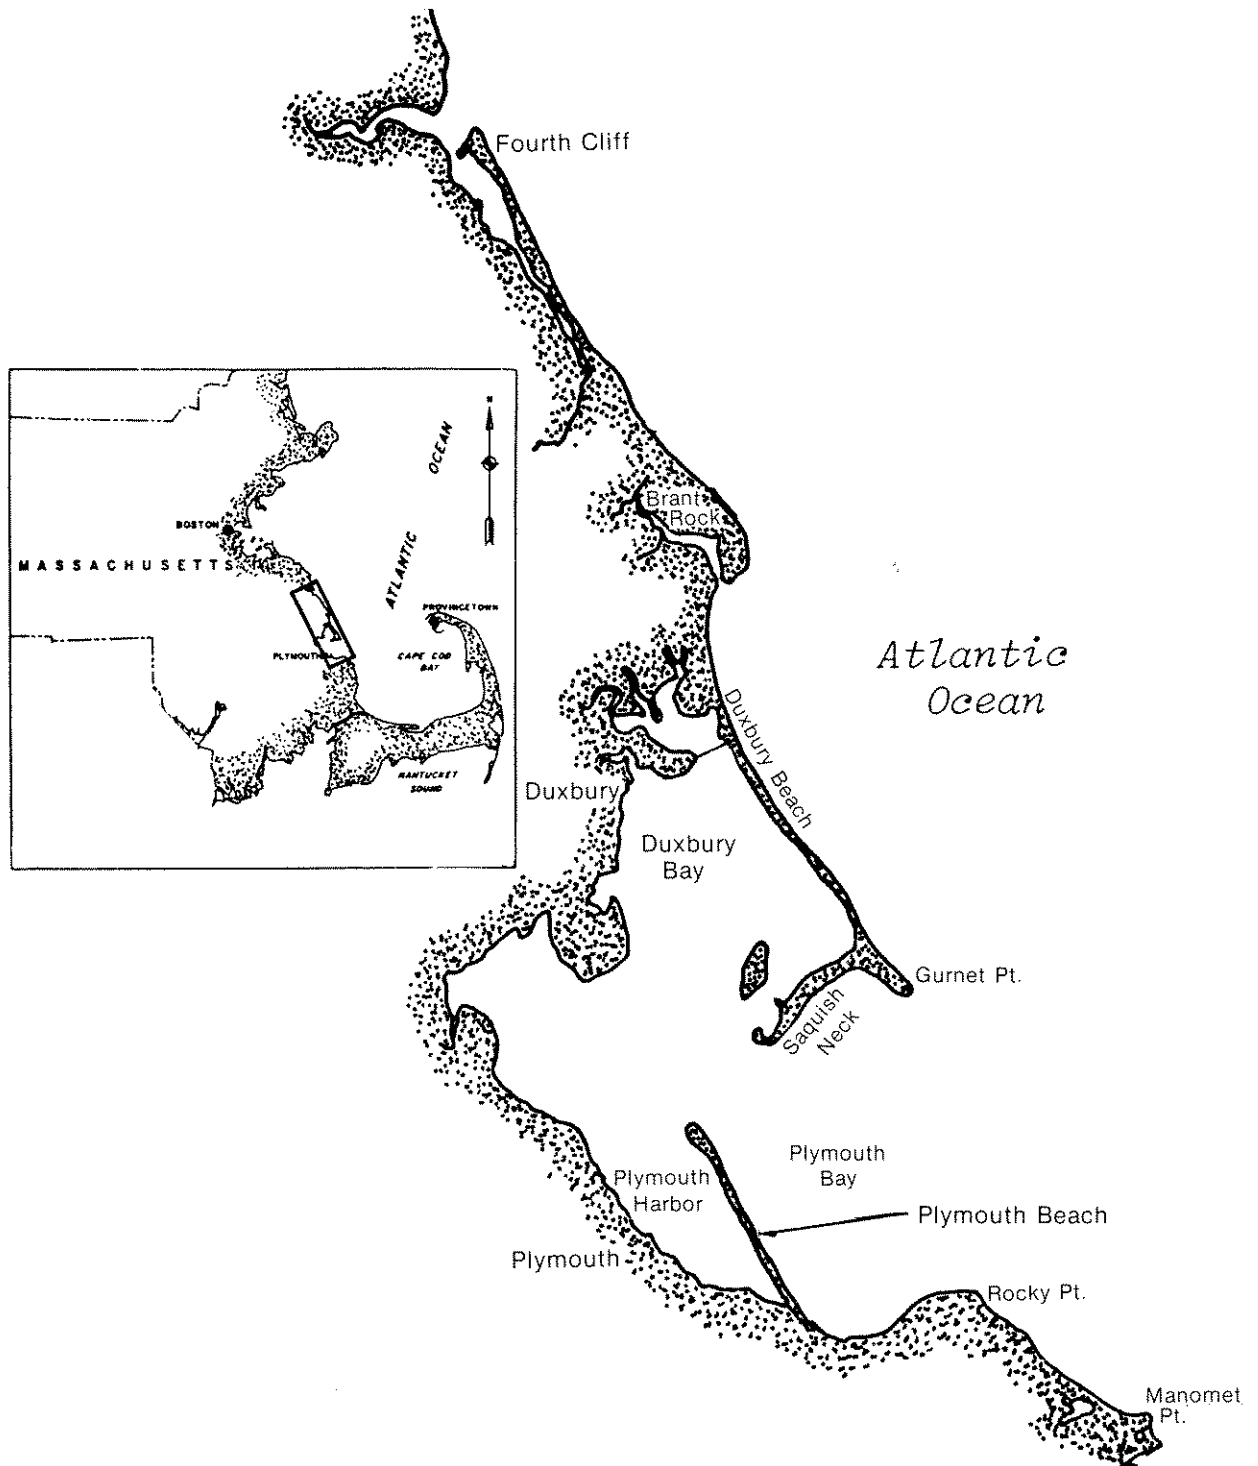 Fourth Cliff
N
OCEAN
BOSTON
MASSACHUSETTS
ATLANTIC
PROVINCETOWN
PLYMOUTH
CAPE COD
BAY
NANTUCKET
SOUND
Brant
Rock
Atlantic
Ocean
Duxbury Beach
Duxbury
Duxbury
Bay
Gurnet Pt.
Saquish
Neck
Plymouth
Bay
Plymouth
Harbor
Plymouth Beach
Plymouth
Rocky Pt.
Manomet
Pt.